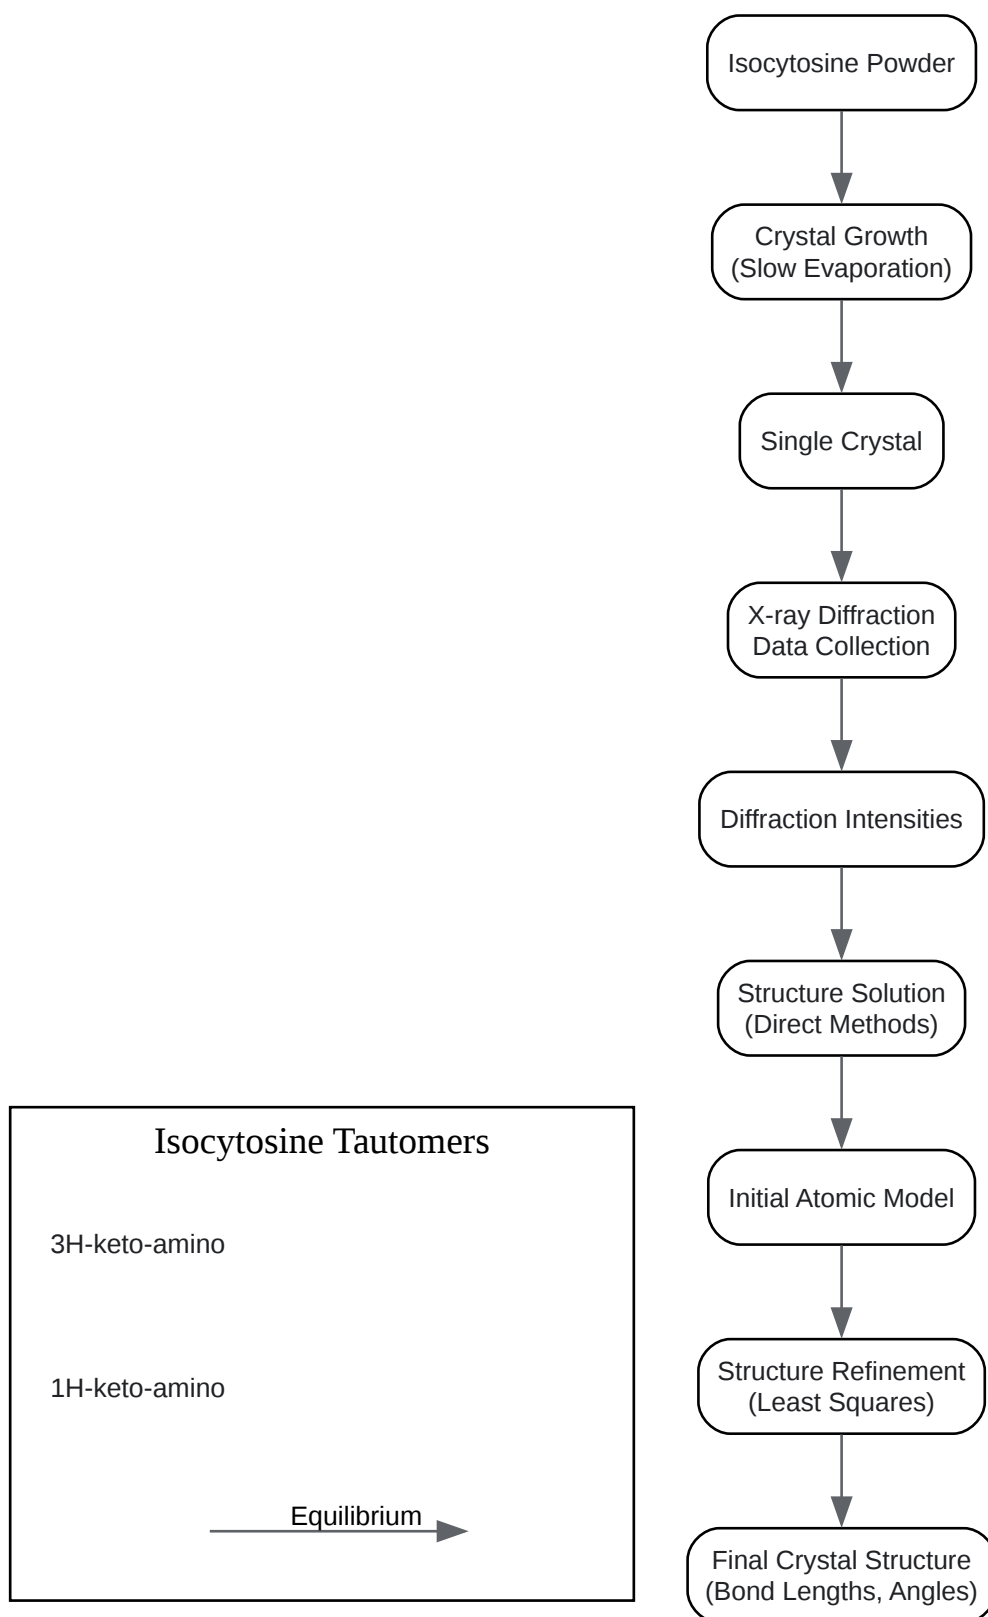 Isocytosine Powder
Crystal Growth
(Slow Evaporation)
Single Crystal
X-ray Diffraction
Data Collection
Diffraction Intensities
Structure Solution
(Direct Methods)
Initial Atomic Model
Structure Refinement
(Least Squares)
Final Crystal Structure
(Bond Lengths, Angles)
Isocytosine Tautomers
3H-keto-amino
1H-keto-amino
Equilibrium